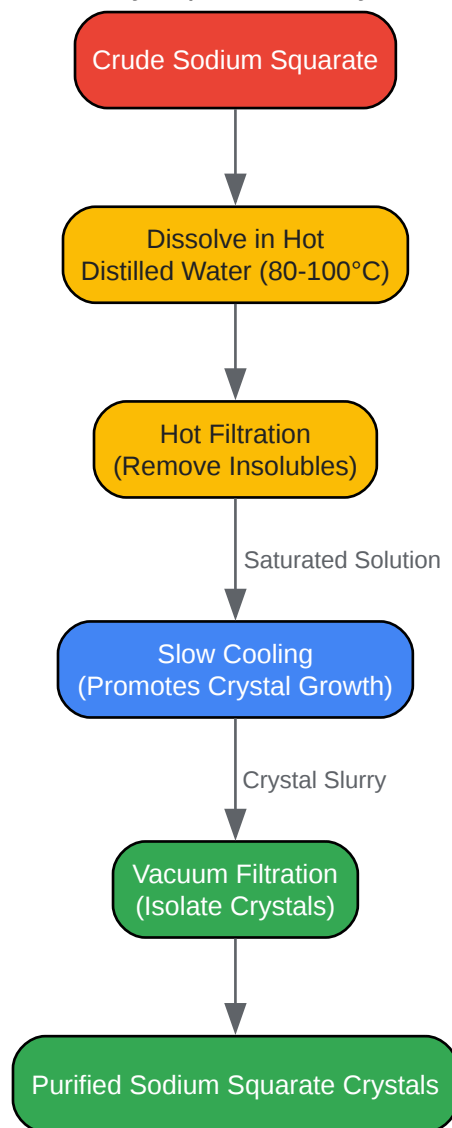 Crude Sodium Squarate
Dissolve in Hot
Distilled Water (80-100°C)
Hot Filtration
(Remove Insolubles)
Saturated Solution
Slow Cooling
(Promotes Crystal Growth)
Crystal Slurry
Vacuum Filtration
(Isolate Crystals)
Purified Sodium Squarate Crystals